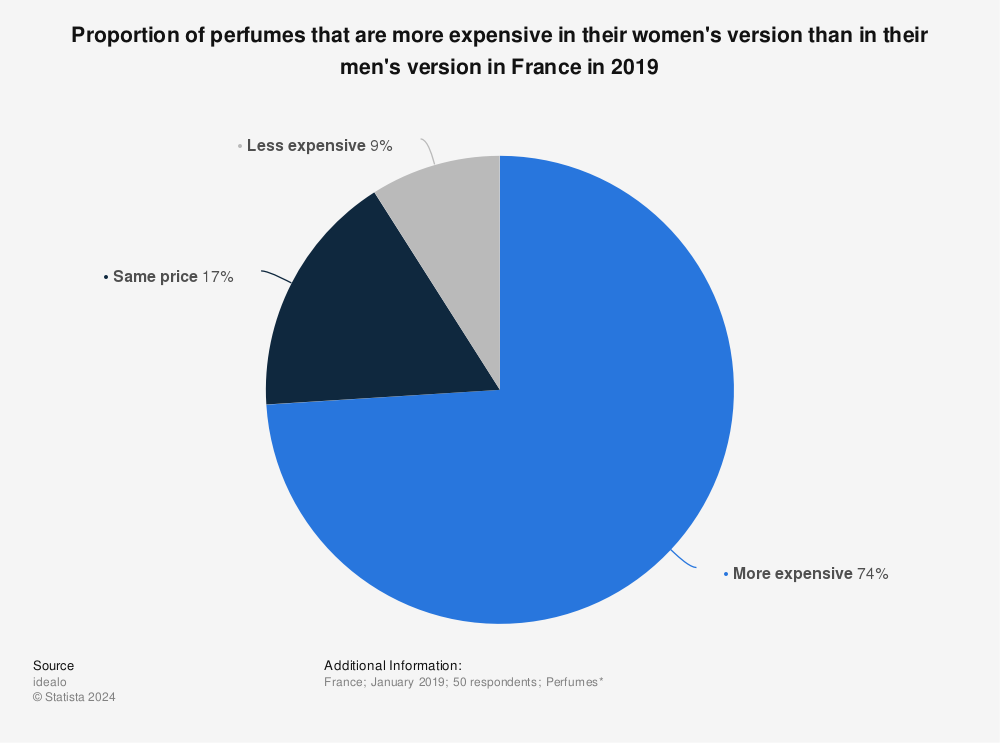 Proportion of perfumes that are more expensive in their women's version than in their
men's version in France in 2019
Less expensive 9%
Same price 17%
More expensive 74%
Source
idealo
© Statista 2024
Additional Information:
France; January 2019; 50 respondents; Perfumes*